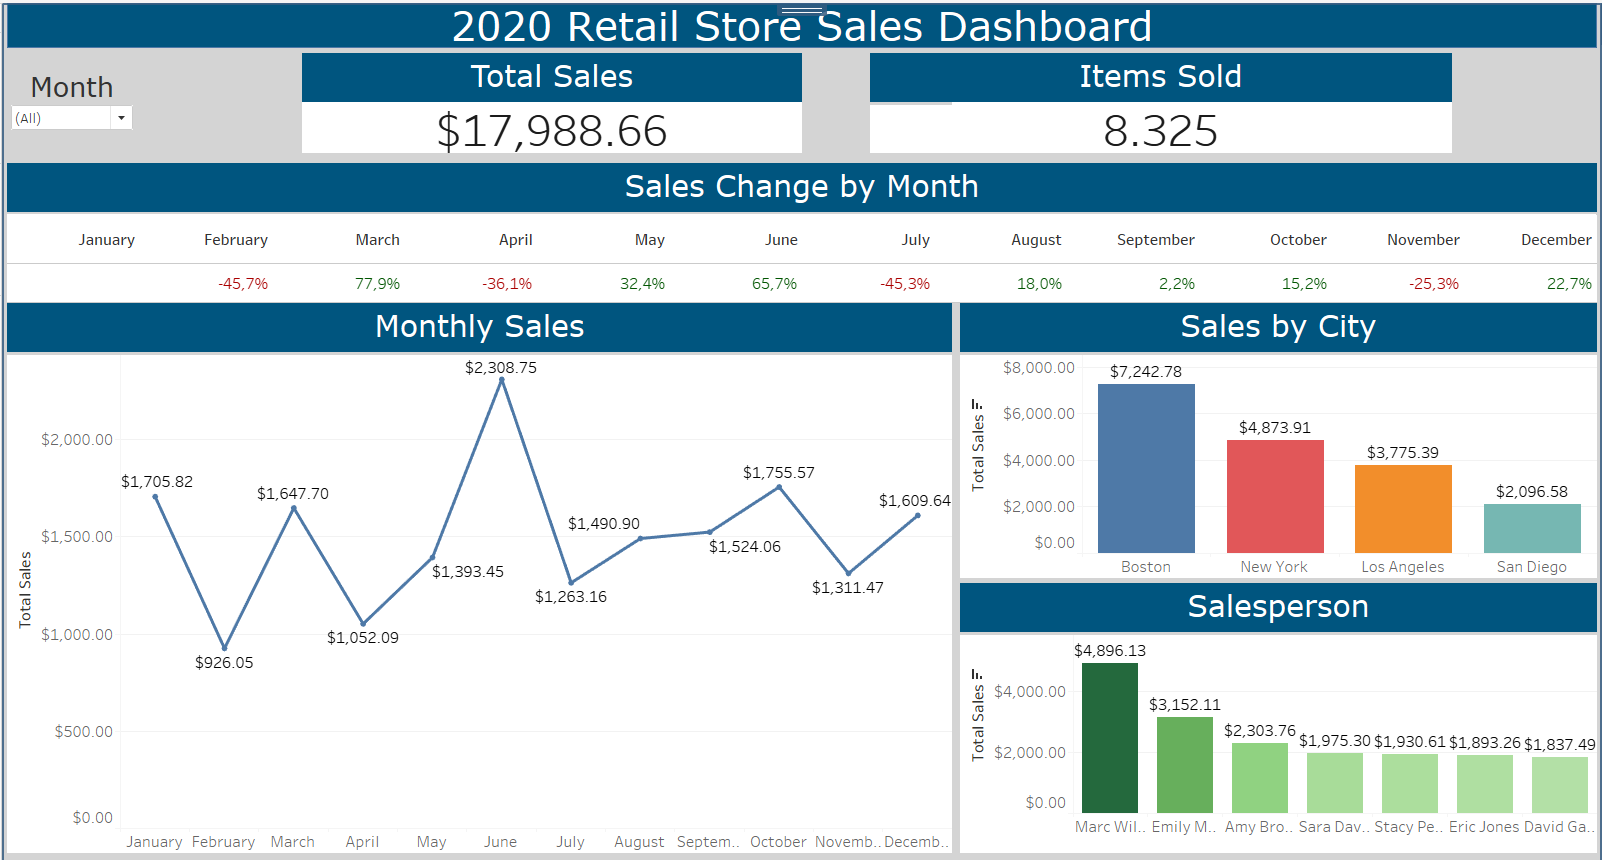 2020 Retail Store Sales Dashboard
Month
(All)
Total Sales
$17,988.66
Items Sold
8.325
Sales Change by Month
January February March April May June July August September October November December
-45,7% 77,9% -36,1% 32,4% 65,7% -45,3% 18,0% 2,2% 15,2% -25,3% 22,7%
Monthly Sales
Total Sales
$2,000.00
$1,500.00
$1,000.00
$500.00
$0.00
$1,705.82
$926.05
$1,647.70
$1,052.09
$1,393.45
$2,308.75
$1,263.16
$1,490.90
$1,524.06
$1,755.57
$1,311.47
$1,609.64
January February March April May June July August Septem.. October Novemb.. Decemb..
Sales by City
Total Sales
$8,000.00
$6,000.00
$4,000.00
$2,000.00
$0.00
$7,242.78
$4,873.91
$3,775.39
$2,096.58
Boston New York Los Angeles San Diego
Salesperson
Total Sales
$4,000.00
$2,000.00
$0.00
$4,896.13
$3,152.11
$2,303.76
$1,975.30
$1,930.61
$1,893.26
$1,837.49
Marc Wil.. Emily M.. Amy Bro.. Sara Dav.. Stacy Pe.. Eric Jones David Ga..